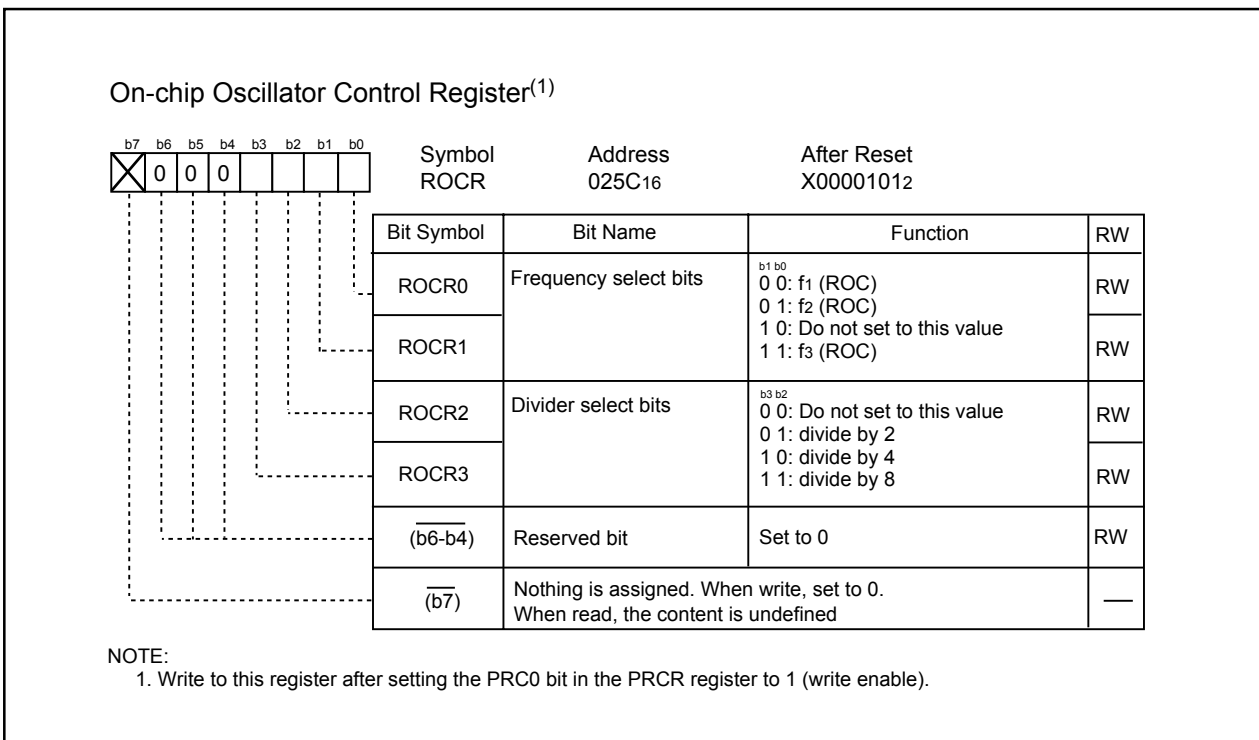 On-chip Oscillator Control Register(1)
b7 b6 b5 b4 b3 b2 b1 b0
0 0 0
Symbol Address After Reset
ROCR 025C16 X00001012
Bit Symbol Bit Name Function RW
ROCR0 Frequency select bits b1 b0 RW
0 0: f1 (ROC)
0 1: f2 (ROC)
1 0: Do not set to this value
ROCR1 1 1: f3 (ROC) RW
ROCR2 Divider select bits b3 b2 RW
0 0: Do not set to this value
0 1: divide by 2
1 0: divide by 4
ROCR3 1 1: divide by 8 RW
(b6-b4) Reserved bit Set to 0 RW
(b7) Nothing is assigned. When write, set to 0. —
When read, the content is undefined
NOTE:
1. Write to this register after setting the PRC0 bit in the PRCR register to 1 (write enable).